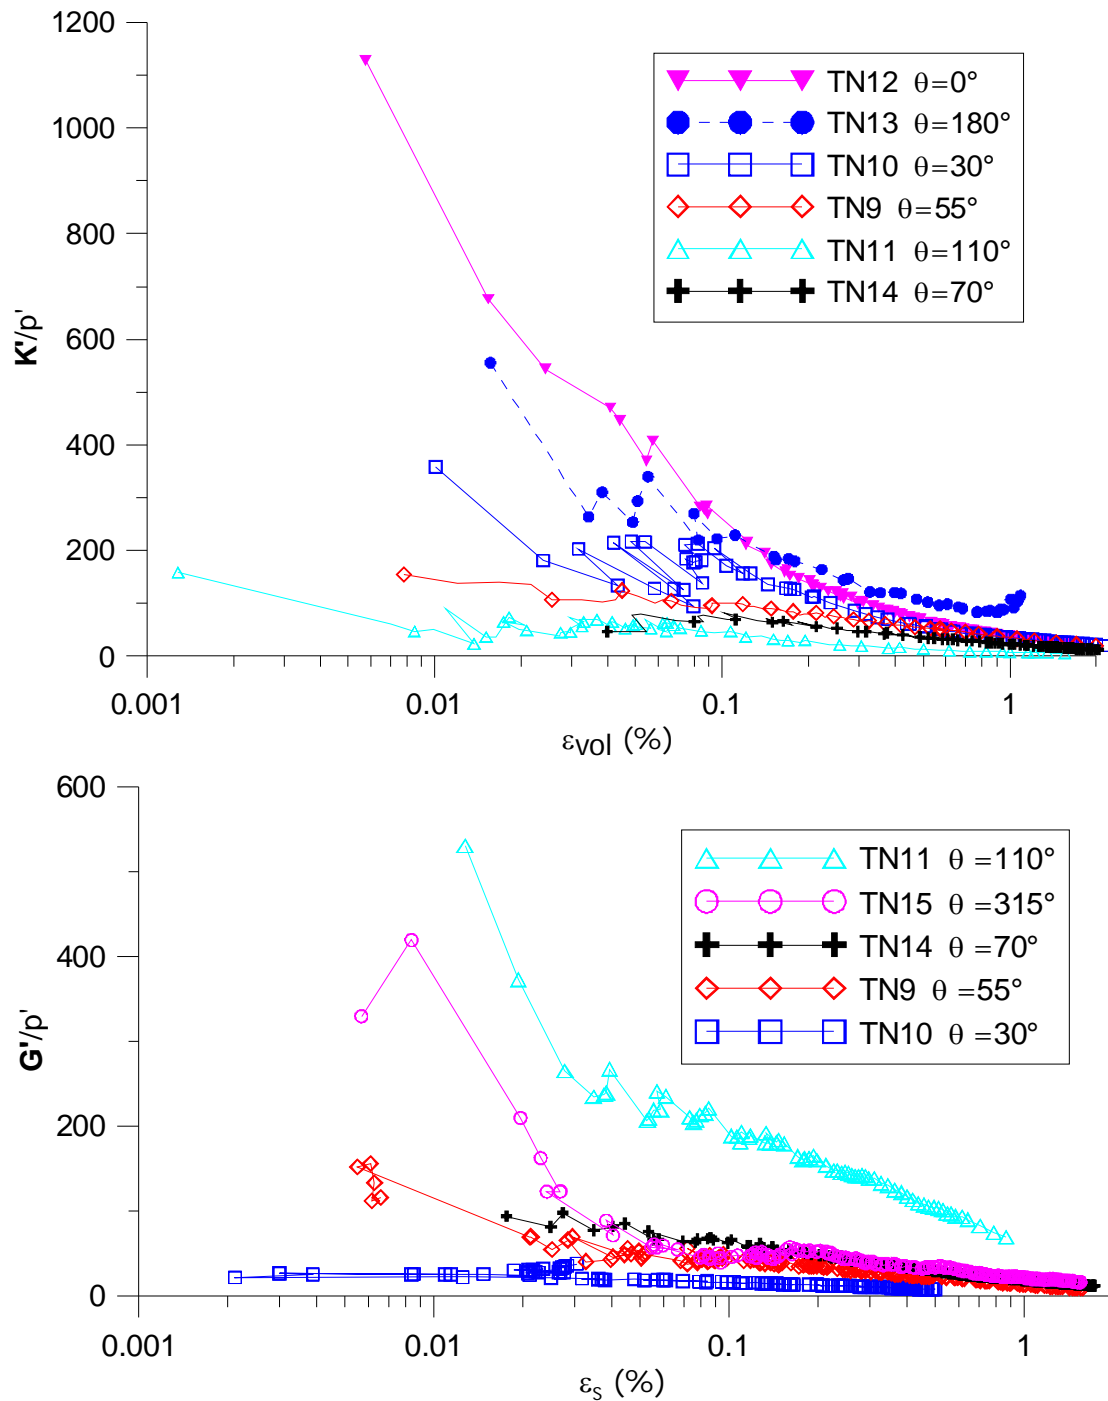 1200
1000
800
600
400
200
0
K'/p'
TN12 θ=0°
TN13 θ=180°
TN10 θ=30°
TN9 θ=55°
TN11 θ=110°
TN14 θ=70°
0.001 0.01 0.1 1
εvol (%)
600
400
200
0
G'/p'
TN11 θ =110°
TN15 θ =315°
TN14 θ =70°
TN9 θ =55°
TN10 θ =30°
0.001 0.01 0.1 1
εs (%)